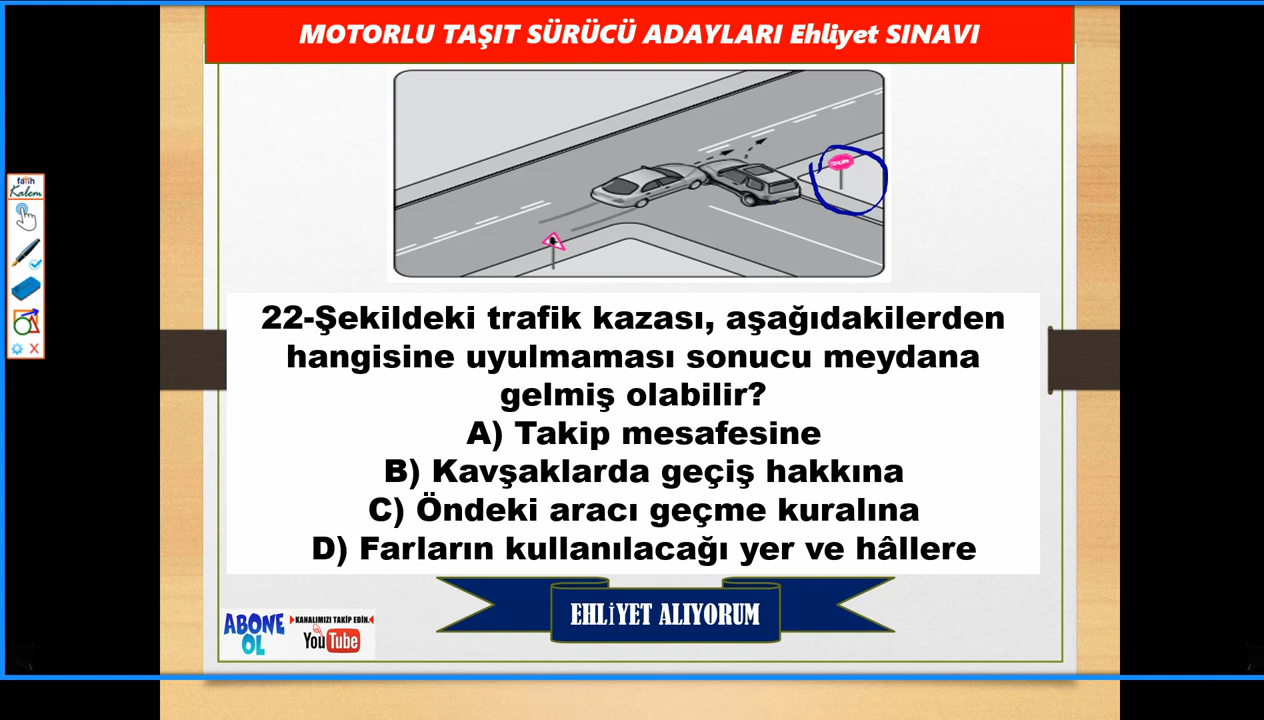 MOTORLU TAŞIT SÜRÜCÜ ADAYLARI Ehliyet SINAVI
fatih
Kalem
22-Şekildeki trafik kazası, aşağıdakilerden
hangisine uyulmaması sonucu meydana
gelmiş olabilir?
A) Takip mesafesine
B) Kavşaklarda geçiş hakkına
C) Öndeki aracı geçme kuralına
D) Farların kullanılacağı yer ve hâllere
EHLİYET ALIYORUM
ABONE
OL
KANALIMIZI TAKİP EDİN.
YouTube